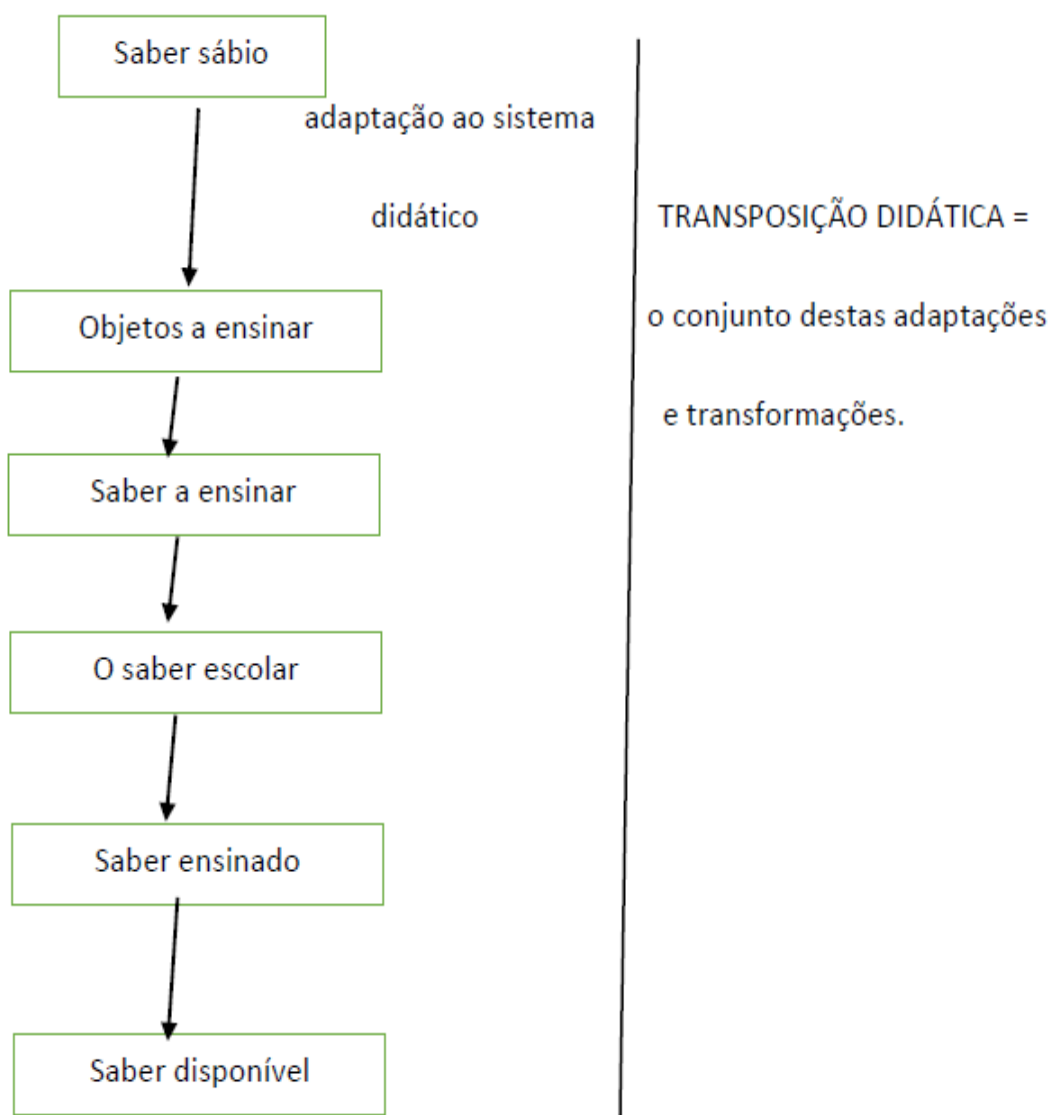 Saber sábio
adaptação ao sistema
didático
Objetos a ensinar
Saber a ensinar
O saber escolar
Saber ensinado
Saber disponível
TRANSPOSIÇÃO DIDÁTICA =
o conjunto destas adaptações
e transformações.